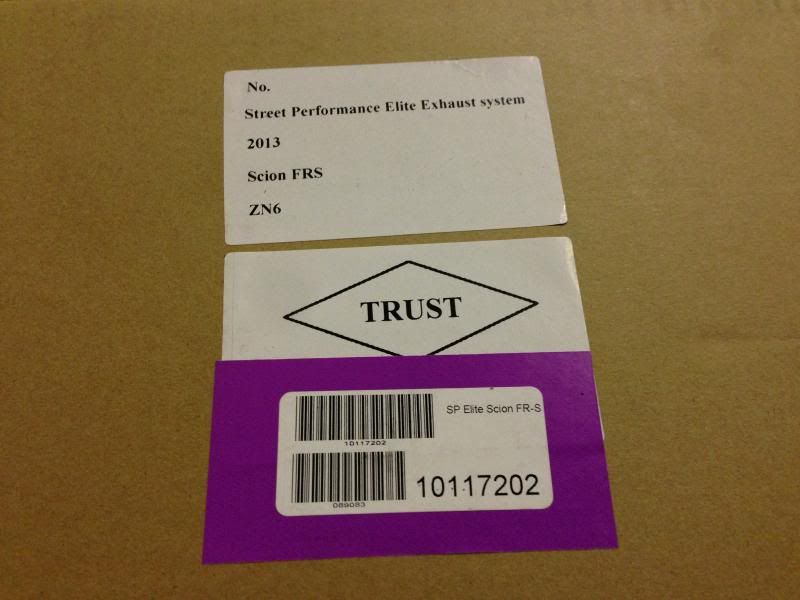 No.
Street Performance Elite Exhaust system
2013
Scion FRS
ZN6
TRUST
SP Elite Scion FR-S
10117202
089083
10117202